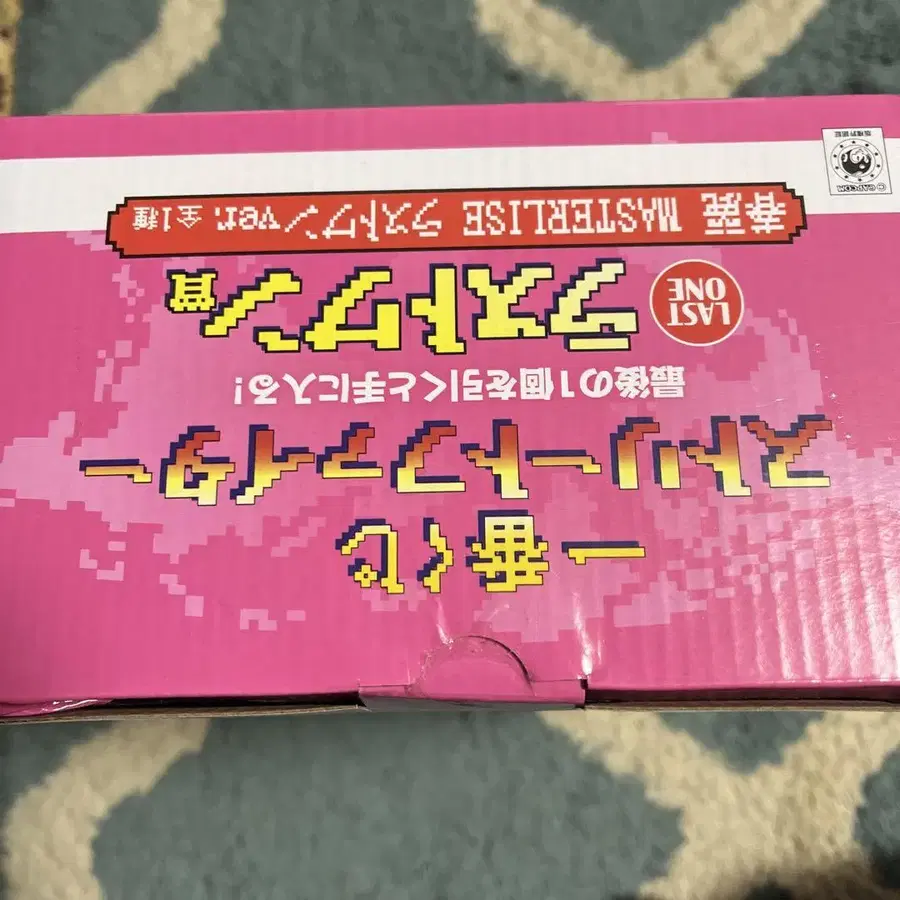 一番くじ
ストリートファイター
最後の1個を引くと手に入る!
LAST
ONE
ラストワン賞
春麗 MASTERLISE ラストワンver. 全1種
©CAPCOM